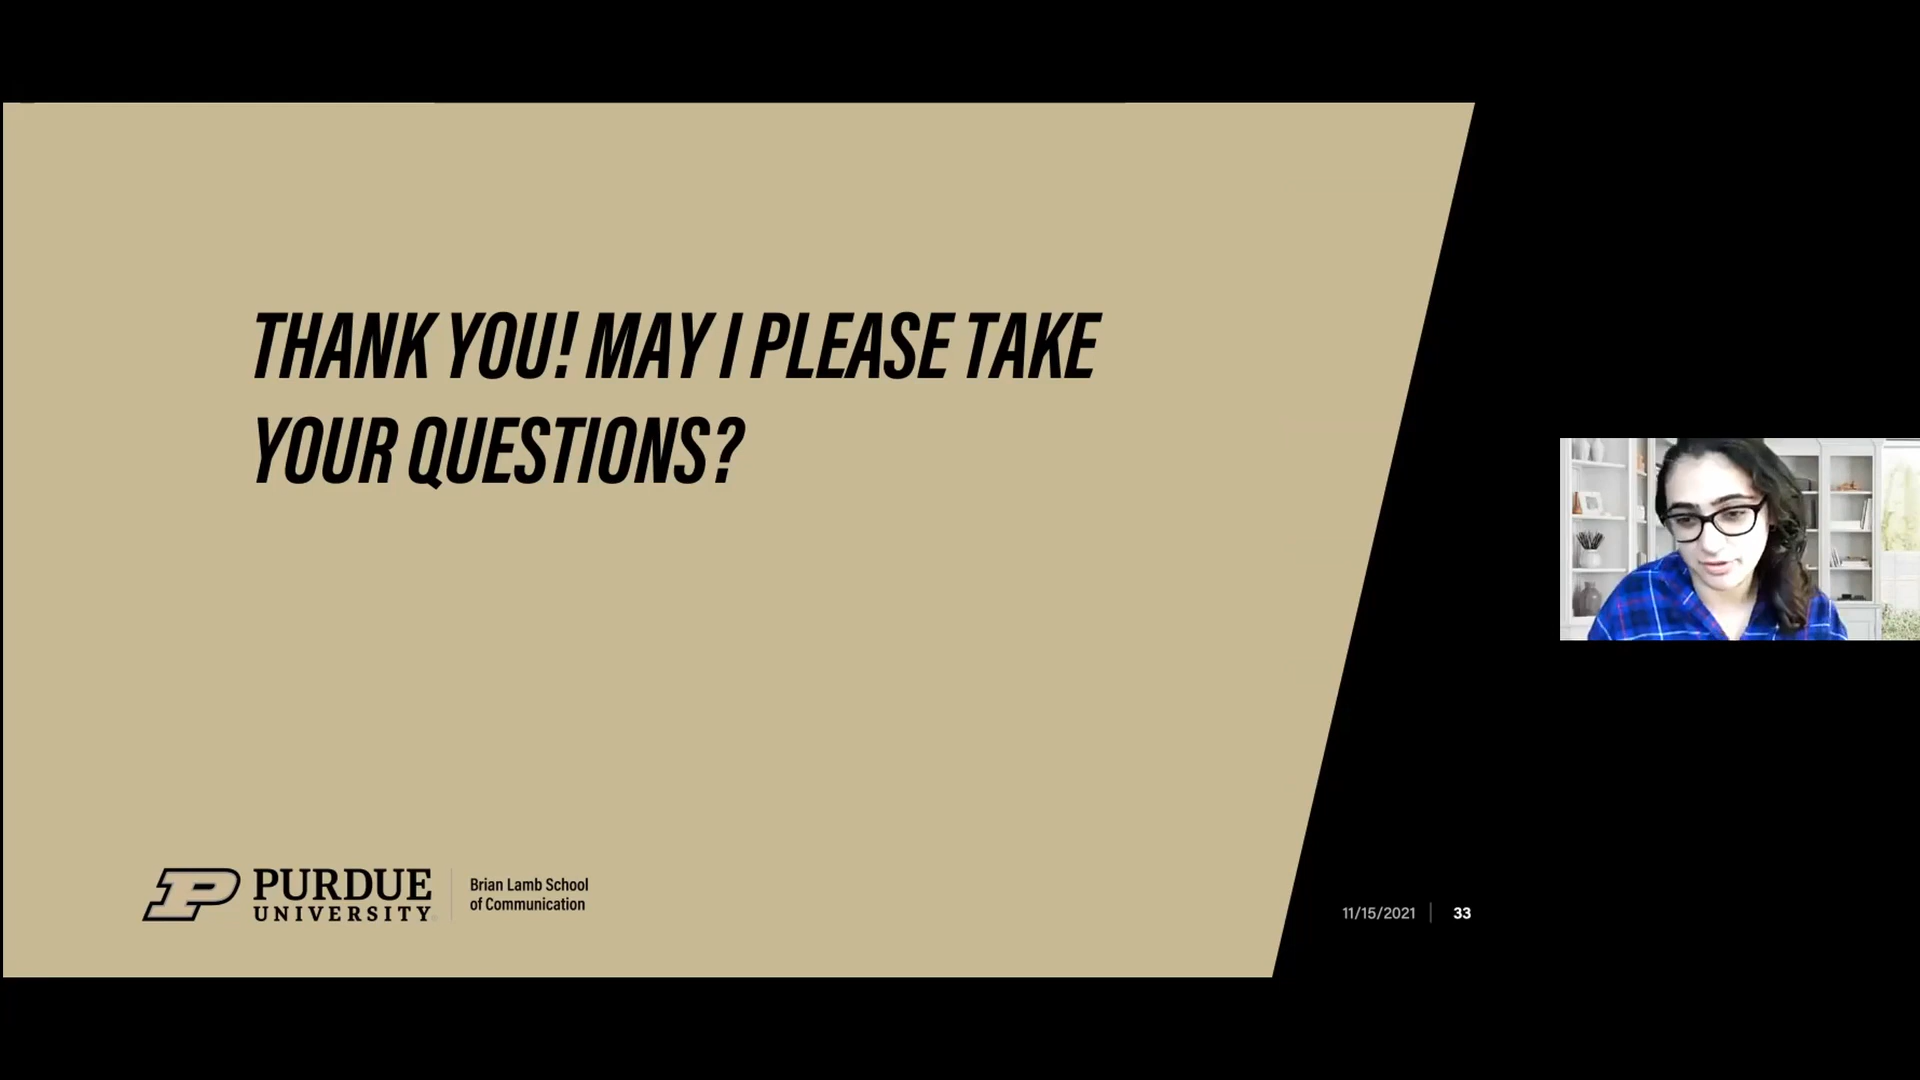 THANK YOU! MAY I PLEASE TAKE
YOUR QUESTIONS?
PURDUE
UNIVERSITY
Brian Lamb School
of Communication
11/15/2021 | 33